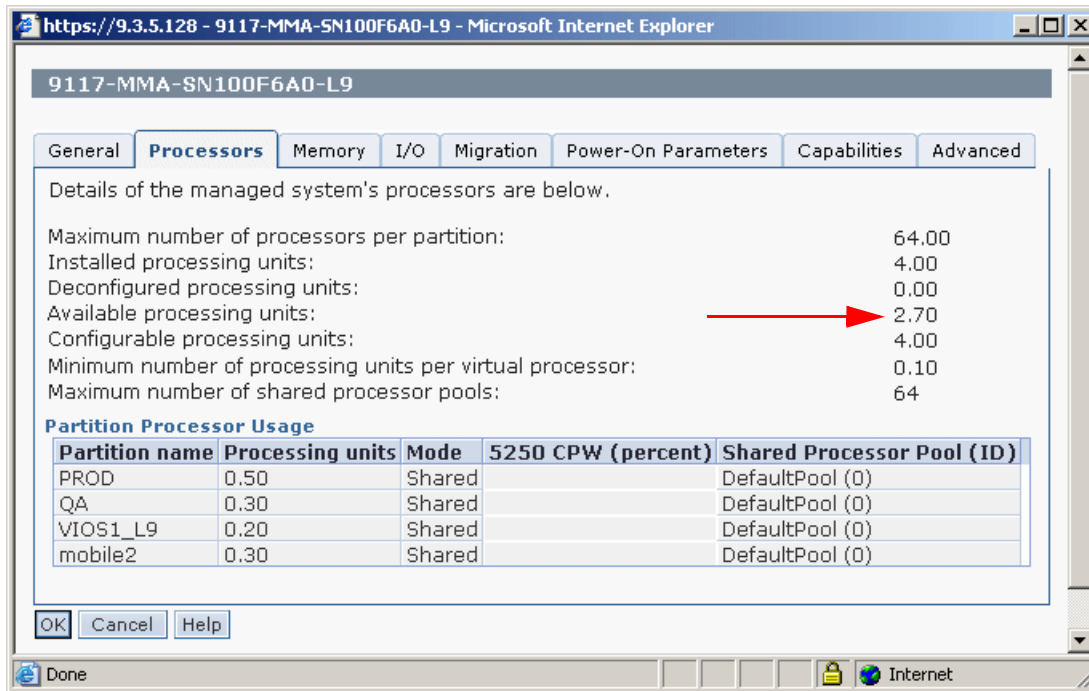 https://9.3.5.128 - 9117-MMA-SN100F6A0-L9 - Microsoft Internet Explorer
9117-MMA-SN100F6A0-L9
General Processors Memory I/O Migration Power-On Parameters Capabilities Advanced
Details of the managed system's processors are below.
Maximum number of processors per partition: 64.00
Installed processing units: 4.00
Deconfigured processing units: 0.00
Available processing units: 2.70
Configurable processing units: 4.00
Minimum number of processing units per virtual processor: 0.10
Maximum number of shared processor pools: 64
Partition Processor Usage
Partition name Processing units Mode 5250 CPW (percent) Shared Processor Pool (ID)
PROD 0.50 Shared DefaultPool (0)
QA 0.30 Shared DefaultPool (0)
VIOS1_L9 0.20 Shared DefaultPool (0)
mobile2 0.30 Shared DefaultPool (0)
OK Cancel Help
Done Internet